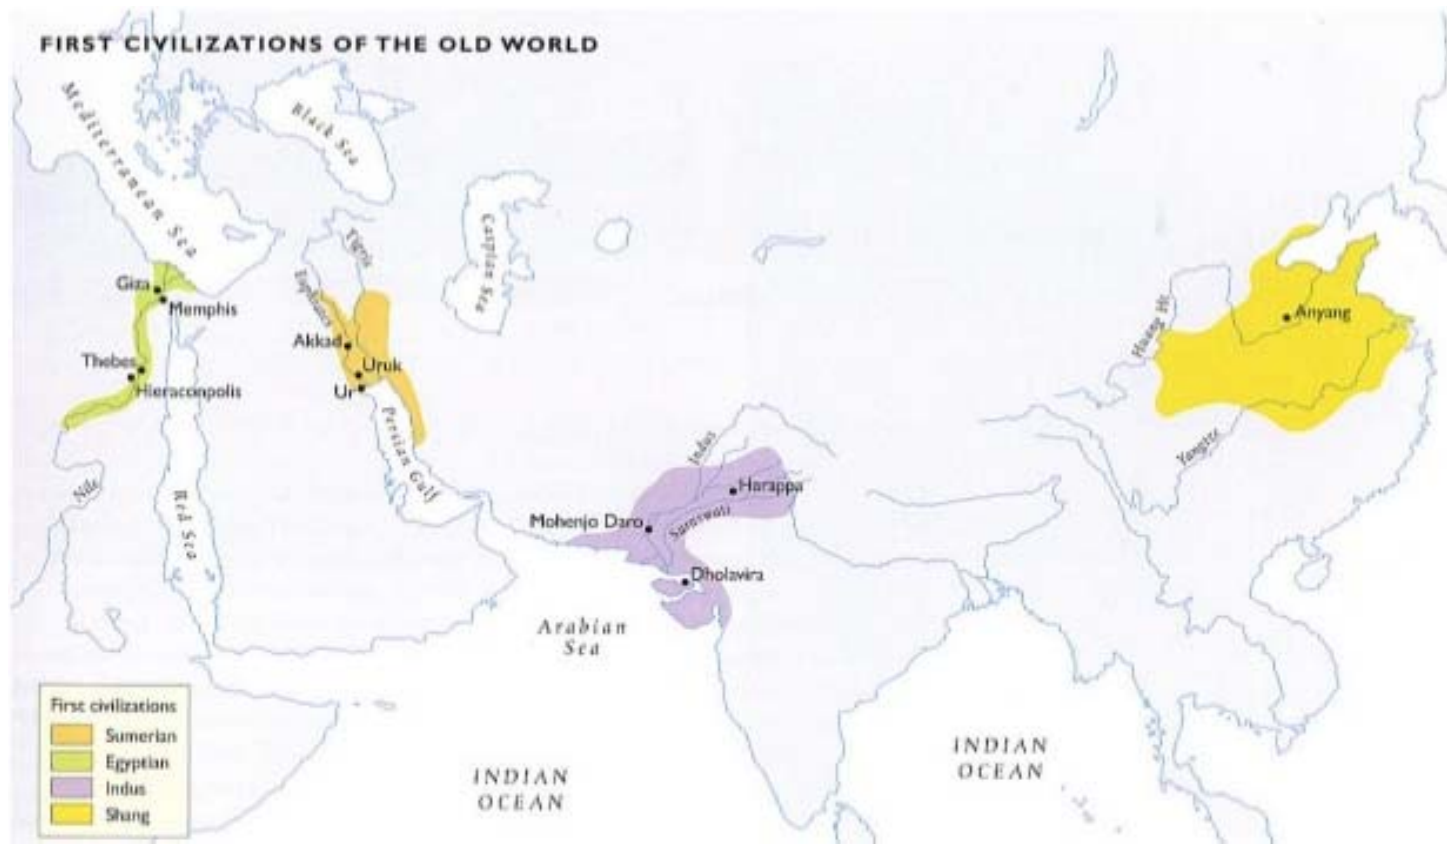 FIRST CIVILIZATIONS OF THE OLD WORLD
Mediterranean Sea
Black Sea
Caspian Sea
Tigris
Euphrates
Giza
Memphis
Akkad
Thebes
Uruk
Hieraconpolis
Ur
Persian Gulf
Nile
Red Sea
Huang He
Anyang
Yangtze
Indus
Harappa
Mohenjo Daro
Saraswati
Dholavira
Arabian
Sea
First civilizations
Sumerian
Egyptian
Indus
Shang
INDIAN
OCEAN
INDIAN
OCEAN